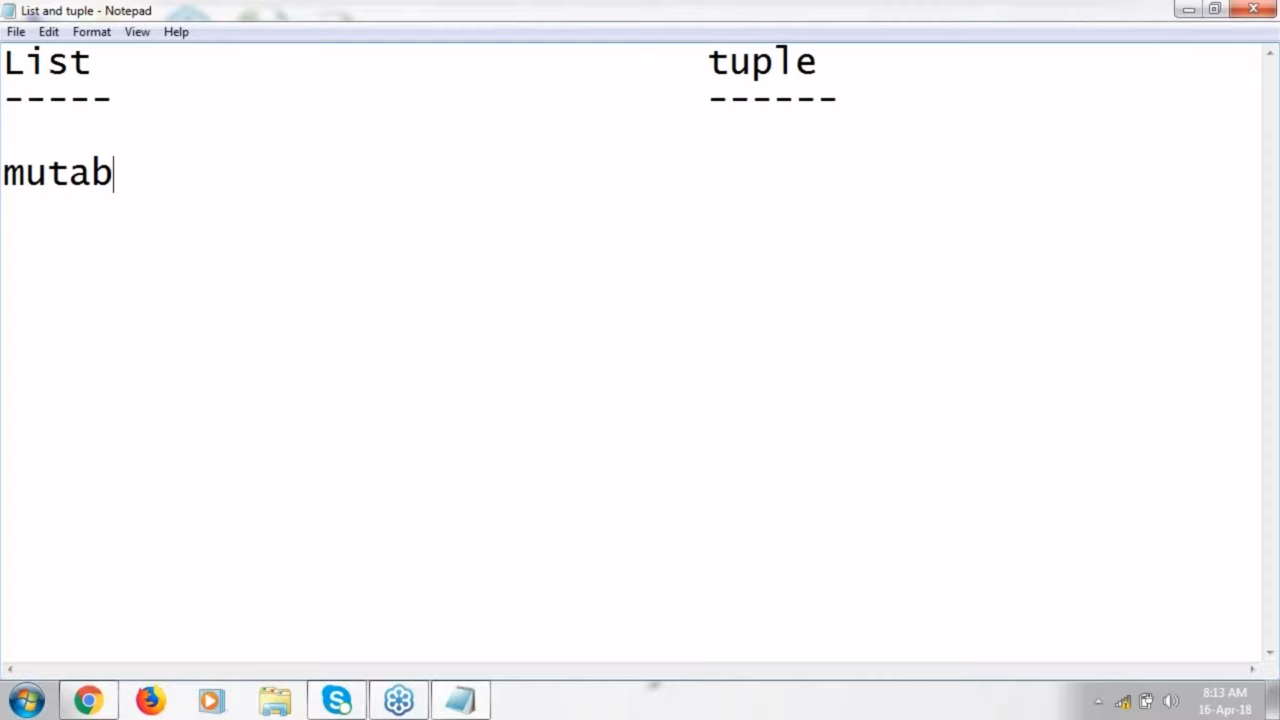 List and tuple - Notepad
File Edit Format View Help
List tuple
----- ------
mutab
8:13 AM
16-Apr-18